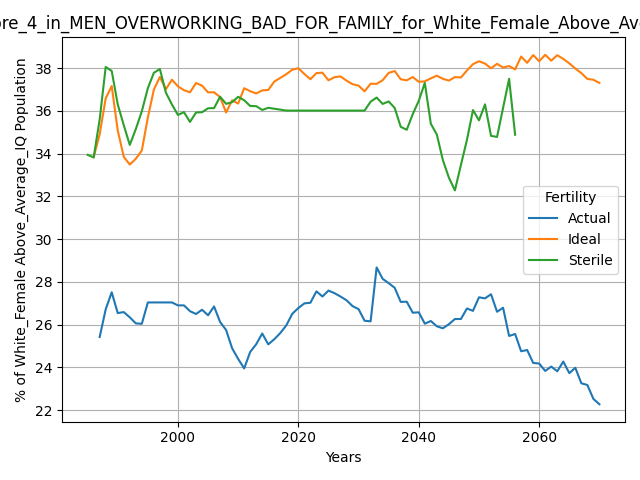 ore_4_in_MEN_OVERWORKING_BAD_FOR_FAMILY_for_White_Female_Above_Ave
% of White_Female Above_Average_IQ Population
38
36
34
32
30
28
26
24
22
Fertility
Actual
Ideal
Sterile
2000
2020
2040
2060
Years